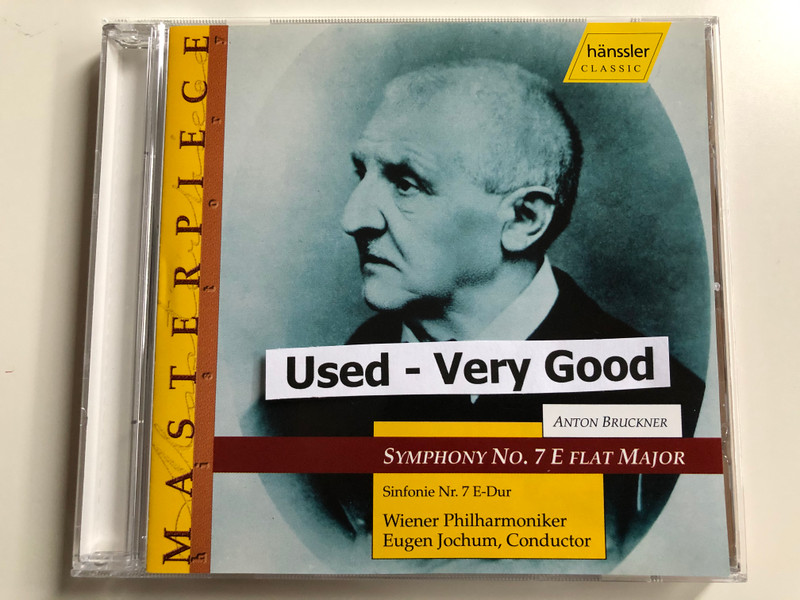 hänssler
CLASSIC
MASTERPIECE
history
Used - Very Good
ANTON BRUCKNER
SYMPHONY NO. 7 E FLAT MAJOR
Sinfonie Nr. 7 E-Dur
Wiener Philharmoniker
Eugen Jochum, Conductor